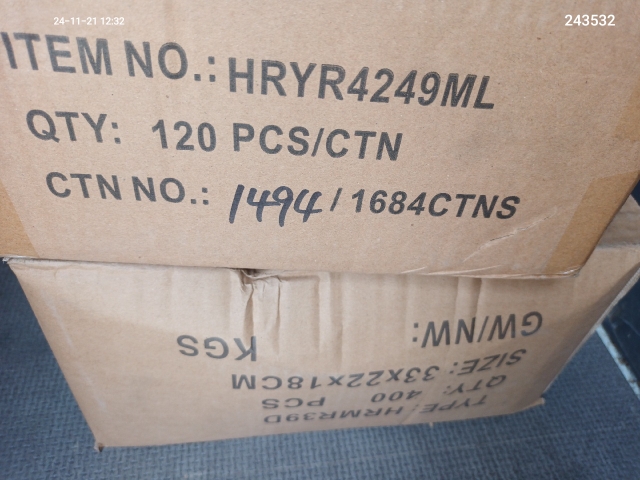 24-11-21 12:32
243532
ITEM NO.: HRYR4249ML
QTY: 120 PCS/CTN
CTN NO.: 1494 / 1684CTNS
TYPE: HRMR39D
QTY: 400 PCS
SIZE: 33x22x18CM
GW/NW: KGS